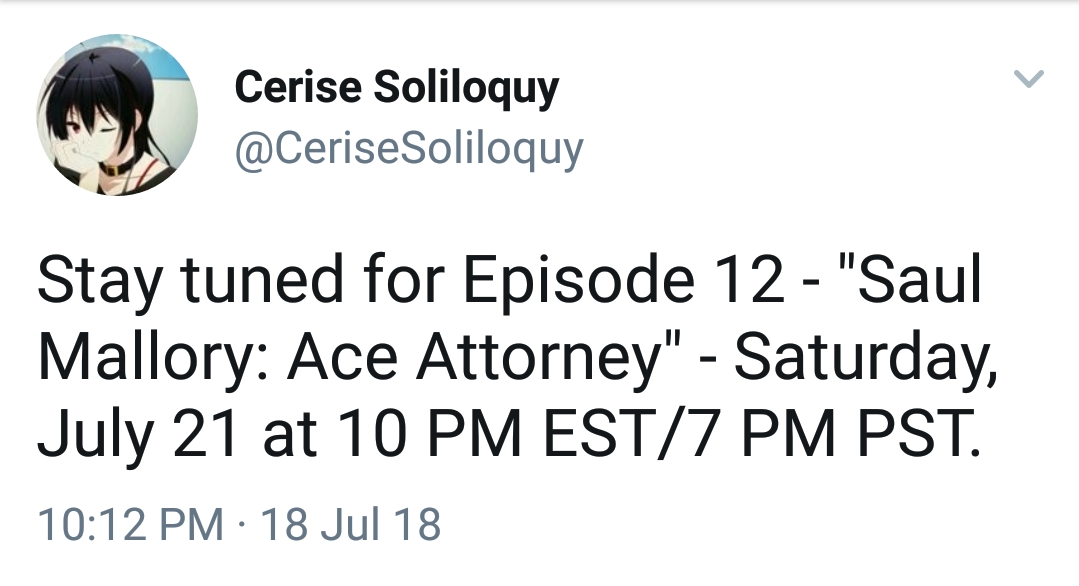 Cerise Soliloquy
@CeriseSoliloquy
Stay tuned for Episode 12 - "Saul
Mallory: Ace Attorney" - Saturday,
July 21 at 10 PM EST/7 PM PST.
10:12 PM · 18 Jul 18